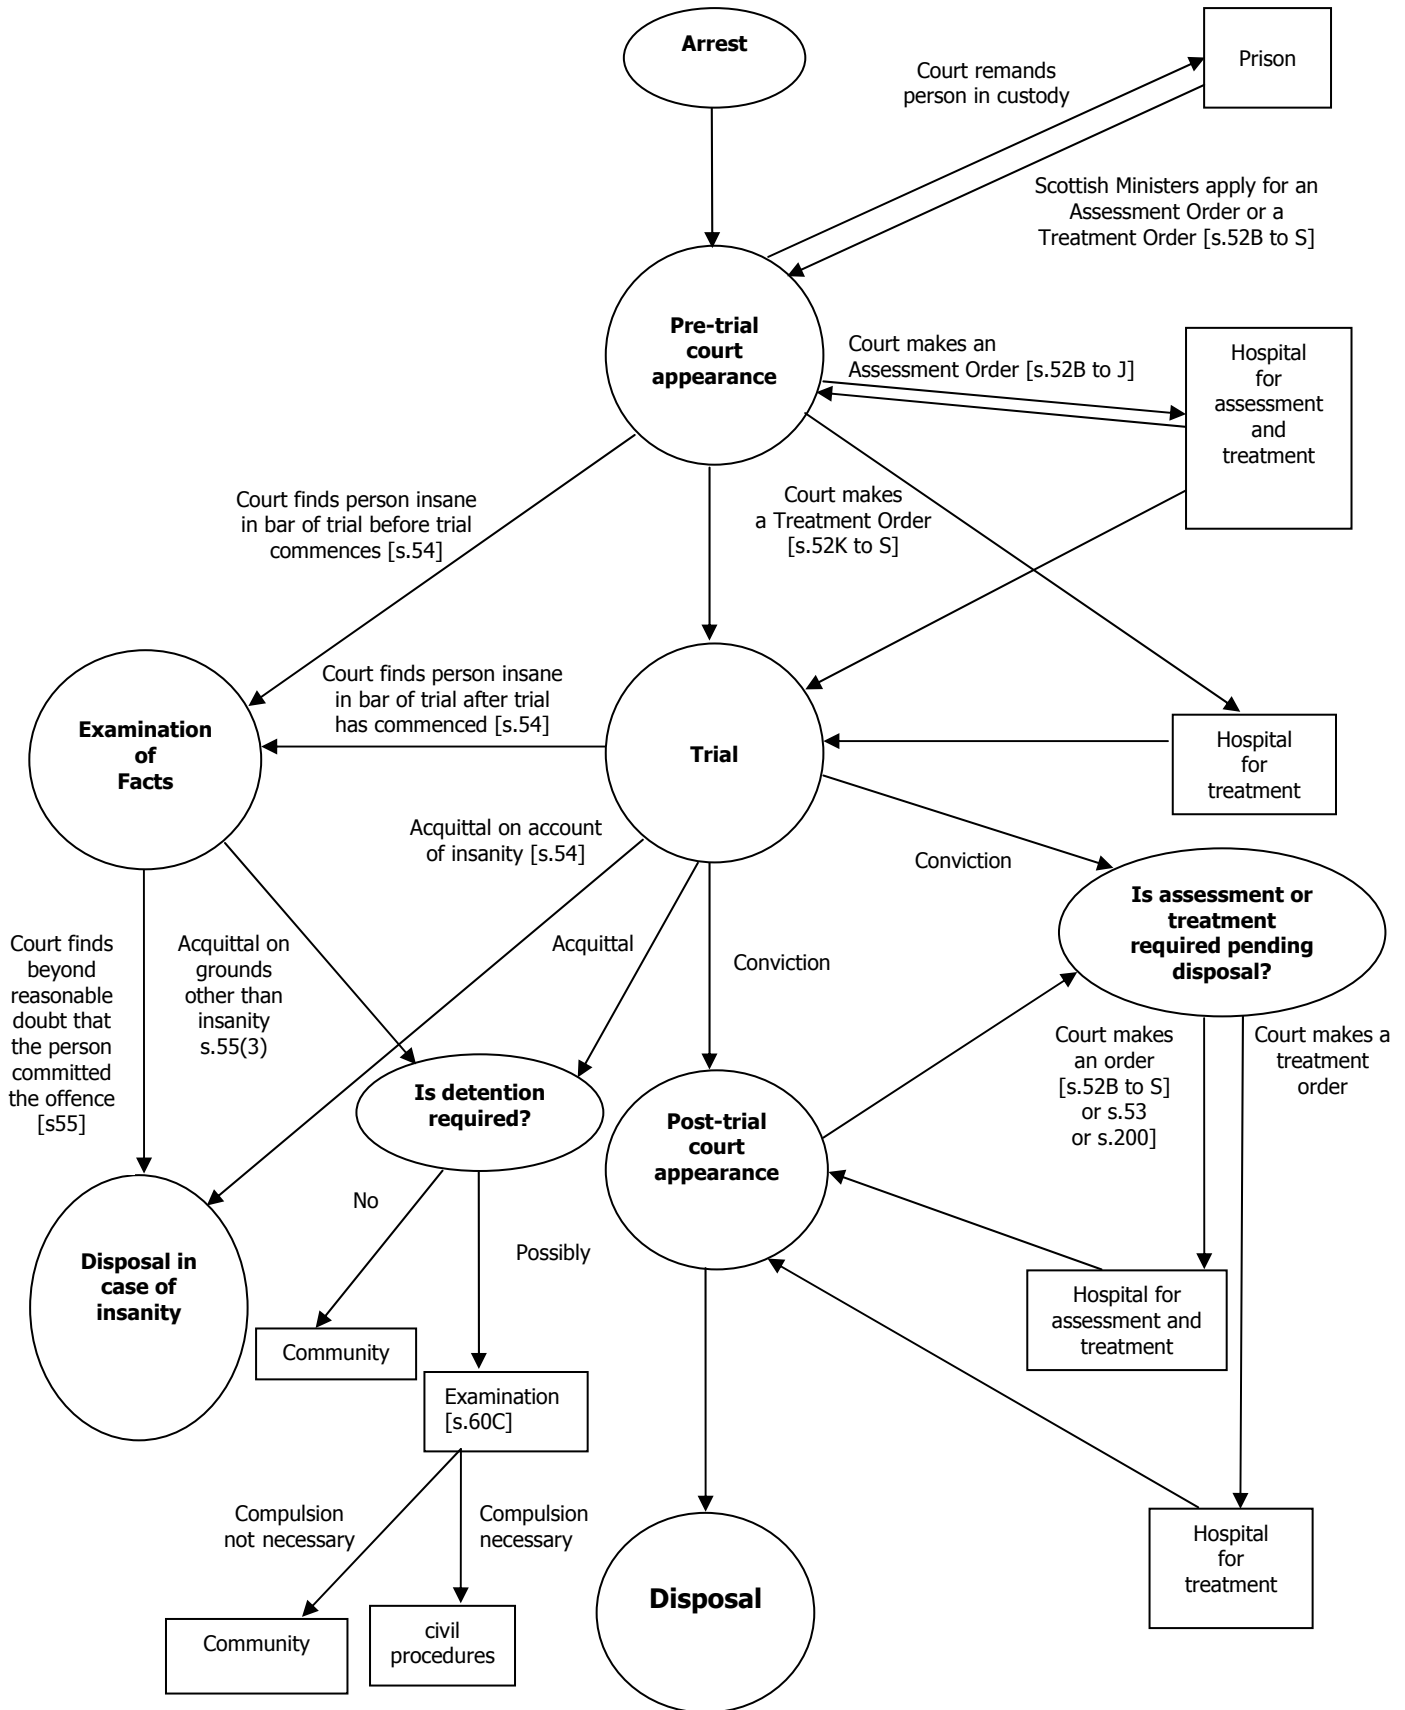 Arrest
Prison
Court remands
person in custody
Scottish Ministers apply for an
Assessment Order or a
Treatment Order [s.52B to S]
Pre-trial
court
appearance
Court makes an
Assessment Order [s.52B to J]
Hospital
for
assessment
and
treatment
Court finds person insane
in bar of trial before trial
commences [s.54]
Court makes
a Treatment Order
[s.52K to S]
Court finds person insane
in bar of trial after trial
has commenced [s.54]
Examination
of
Facts
Trial
Hospital
for
treatment
Acquittal on account
of insanity [s.54]
Conviction
Is assessment or
treatment
required pending
disposal?
Court finds
beyond
reasonable
doubt that
the person
committed
the offence
[s55]
Acquittal on
grounds
other than
insanity
s.55(3)
Acquittal
Conviction
Court makes
an order
[s.52B to S]
or s.53
or s.200]
Court makes a
treatment
order
Is detention
required?
Post-trial
court
appearance
No
Possibly
Disposal in
case of
insanity
Hospital for
assessment and
treatment
Community
Examination
[s.60C]
Compulsion
not necessary
Compulsion
necessary
Hospital
for
treatment
Disposal
Community
civil
procedures